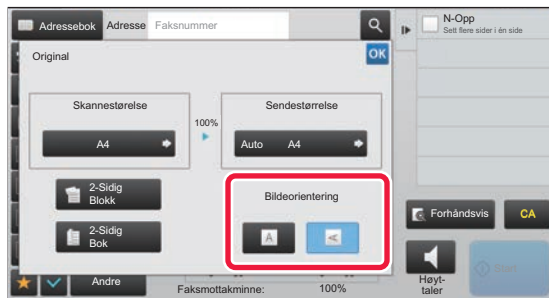 Adressebok Adresse Faksnummer
N-Opp
Sett flere sider i én side
Original
OK
Skannestørelse
100%
Sendestørrelse
A4
Auto A4
2-Sidig
Blokk
Bildeorientering
2-Sidig
Bok
A A
Forhåndsvis CA
Andre
Faksmottakminne: 100%
Høyt-
taler
Start